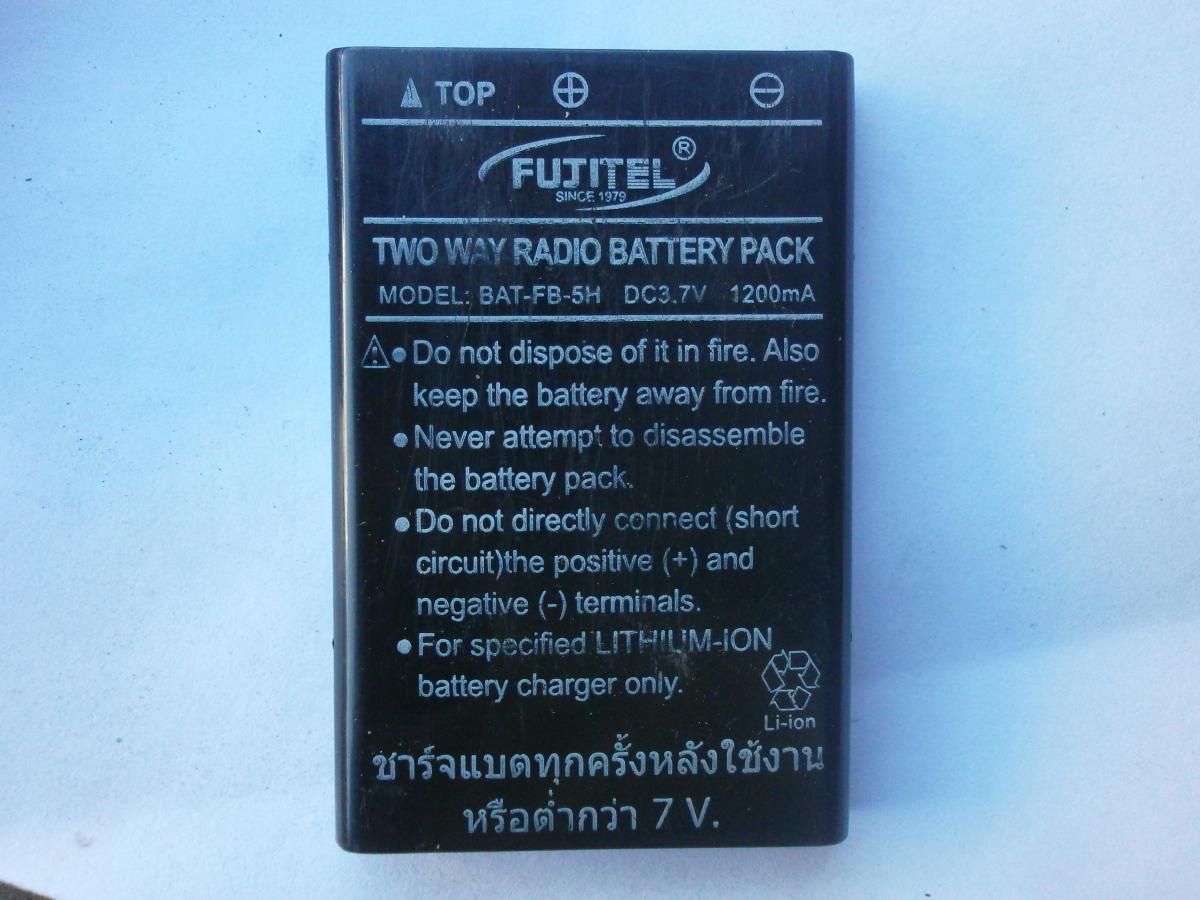 TOP ⊕ ⊖
FUJITEL ®
SINCE 1979
TWO WAY RADIO BATTERY PACK
MODEL: BAT-FB-5H DC3.7V 1200mA
• Do not dispose of it in fire. Also
keep the battery away from fire.
• Never attempt to disassemble
the battery pack.
• Do not directly connect (short
circuit)the positive (+) and
negative (-) terminals.
• For specified LITHIUM-ION
battery charger only.
Li-ion
ชาร์จแบตทุกครั้งหลังใช้งาน
หรือต่ำกว่า 7 V.